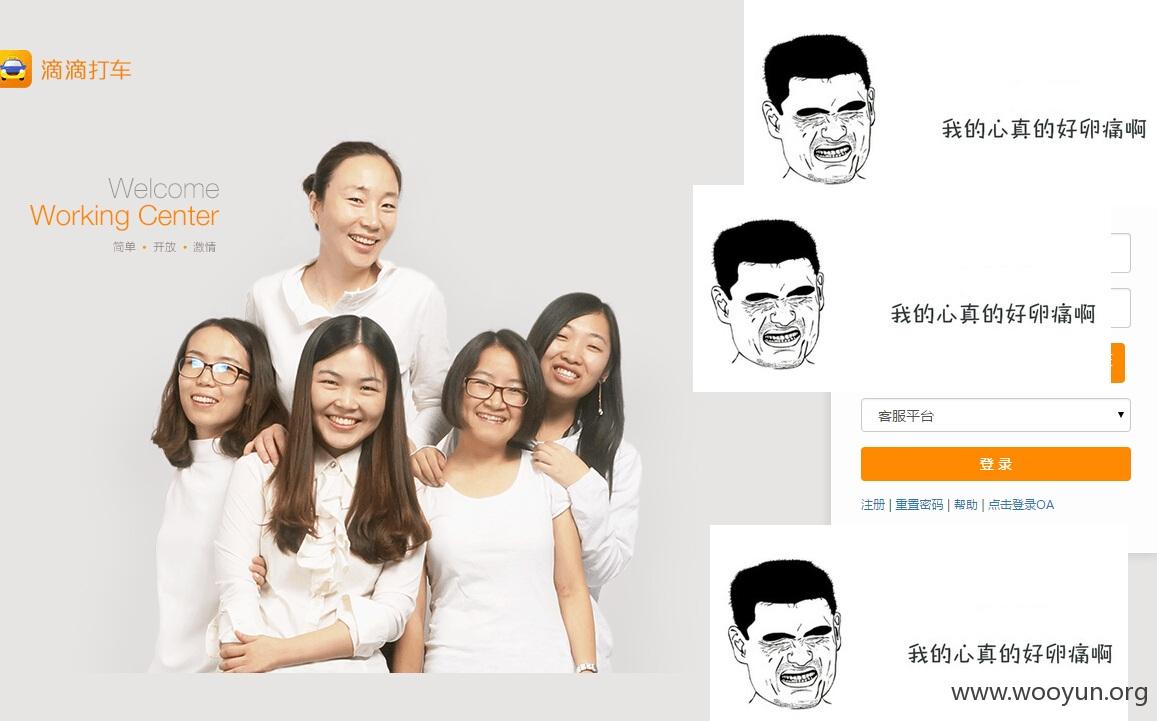 滴滴打车
Welcome
Working Center
简单 • 开放 • 激情
我的心真的好卵痛啊
我的心真的好卵痛啊
客服平台
登 录
注册 | 重置密码 | 帮助 | 点击登录OA
我的心真的好卵痛啊
www.wooyun.org